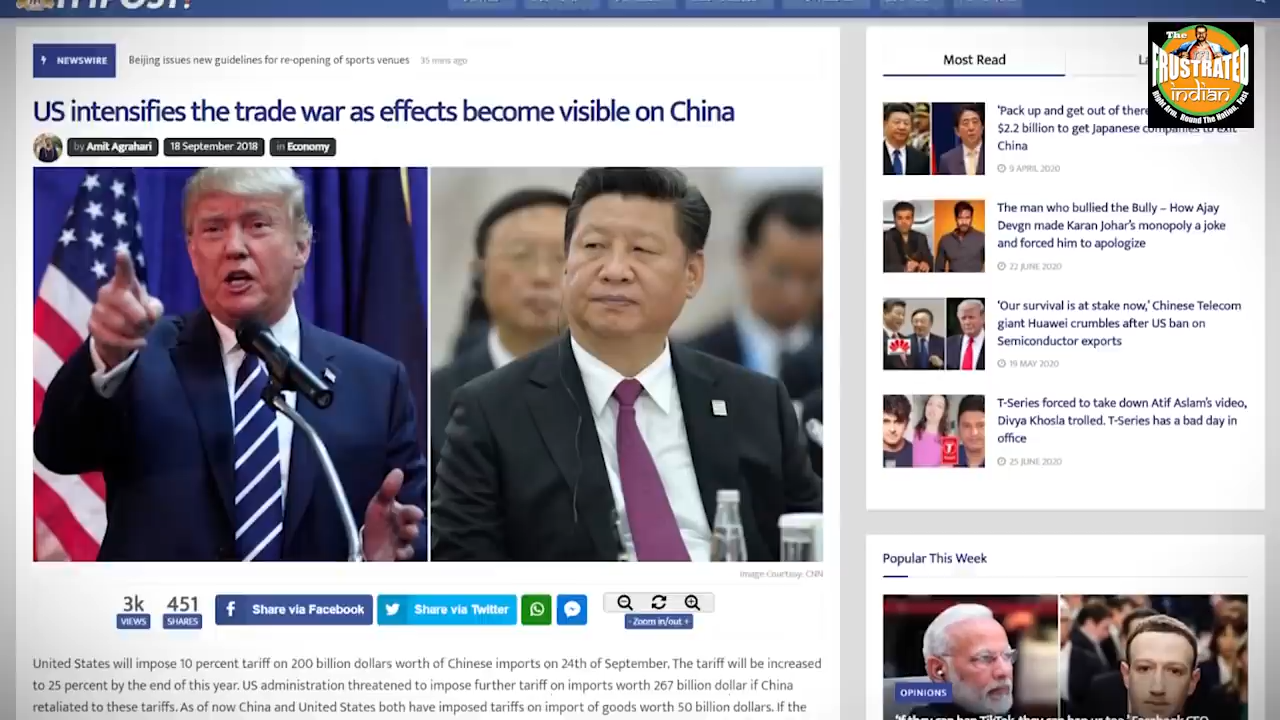 NEWSWIRE Beijing issues new guidelines for re-opening of sports venues 35 mins ago
US intensifies the trade war as effects become visible on China
by Amit Agrahari 18 September 2018 in Economy
Image Courtesy: CNN
3k 451
VIEWS SHARES
Share via Facebook Share via Twitter
- Zoom in/out +
United States will impose 10 percent tariff on 200 billion dollars worth of Chinese imports on 24th of September. The tariff will be increased
to 25 percent by the end of this year. US administration threatened to impose further tariff on imports worth 267 billion dollar if China
retaliated to these tariffs. As of now China and United States both have imposed tariffs on import of goods worth 50 billion dollars. If the
Most Read
The
FRUSTRATED
indian
Right Arm, Round The Nation, Fast
'Pack up and get out of there
$2.2 billion to get Japanese companies to exit
China
9 APRIL 2020
The man who bullied the Bully – How Ajay
Devgn made Karan Johar's monopoly a joke
and forced him to apologize
22 JUNE 2020
'Our survival is at stake now,' Chinese Telecom
giant Huawei crumbles after US ban on
Semiconductor exports
19 MAY 2020
T-Series forced to take down Atif Aslam's video,
Divya Khosla trolled. T-Series has a bad day in
office
25 JUNE 2020
Popular This Week
OPINIONS